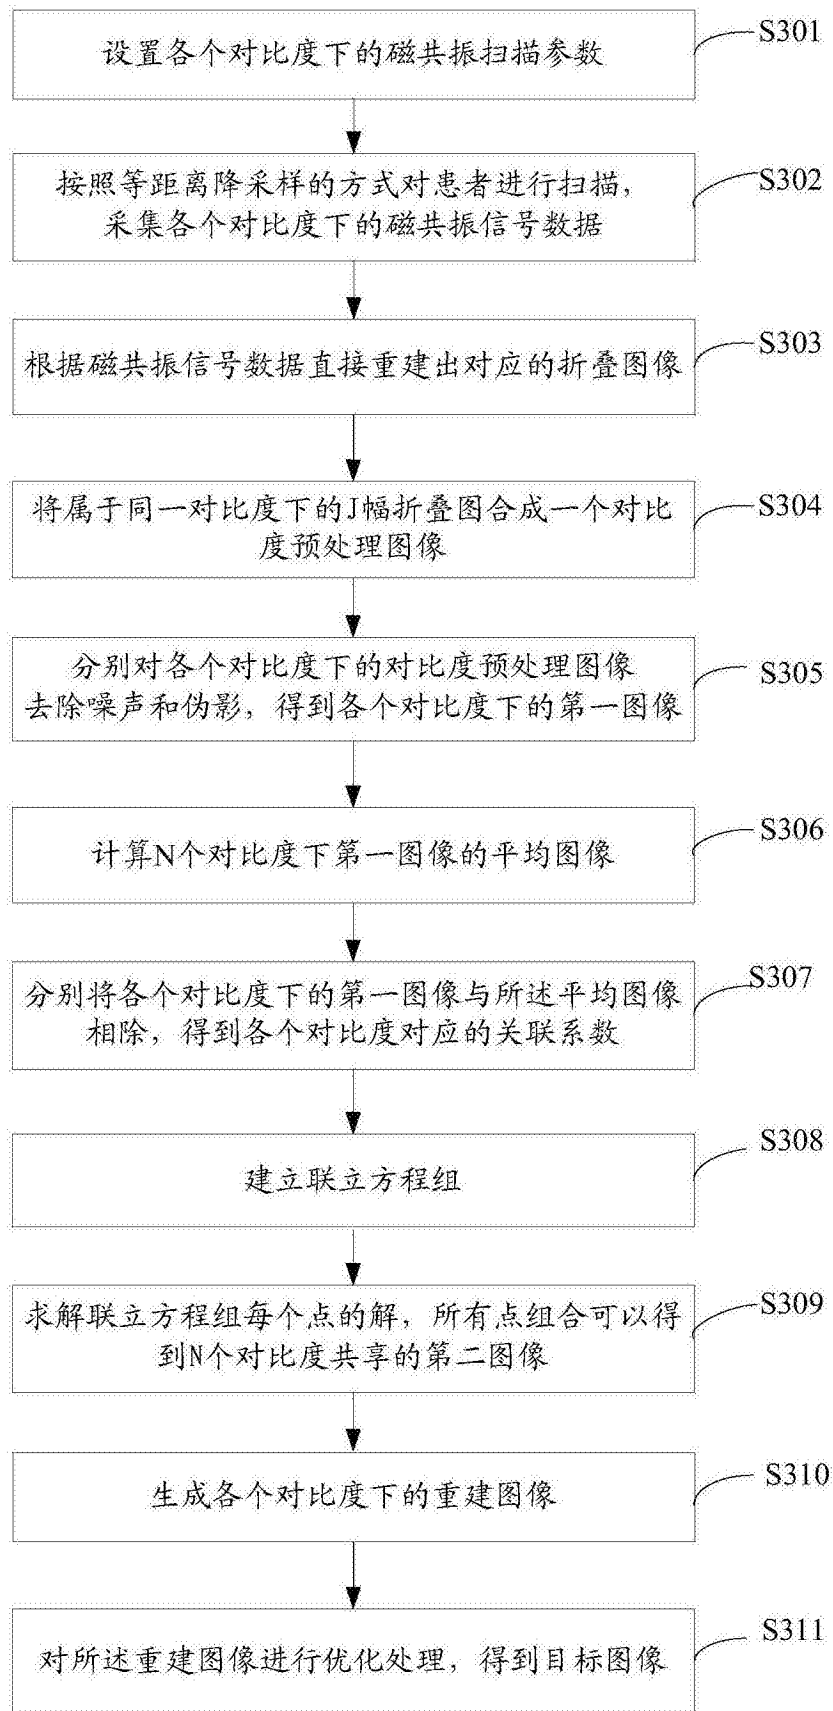 设置各个对比度下的磁共振扫描参数
S301
按照等距离降采样的方式对患者进行扫描，
采集各个对比度下的磁共振信号数据
S302
根据磁共振信号数据直接重建出对应的折叠图像
S303
将属于同一对比度下的J幅折叠图合成一个对比
度预处理图像
S304
分别对各个对比度下的对比度预处理图像
去除噪声和伪影，得到各个对比度下的第一图像
S305
计算N个对比度下第一图像的平均图像
S306
分别将各个对比度下的第一图像与所述平均图像
相除，得到各个对比度对应的关联系数
S307
建立联立方程组
S308
求解联立方程组每个点的解，所有点组合可以得
到N个对比度共享的第二图像
S309
生成各个对比度下的重建图像
S310
对所述重建图像进行优化处理，得到目标图像
S311